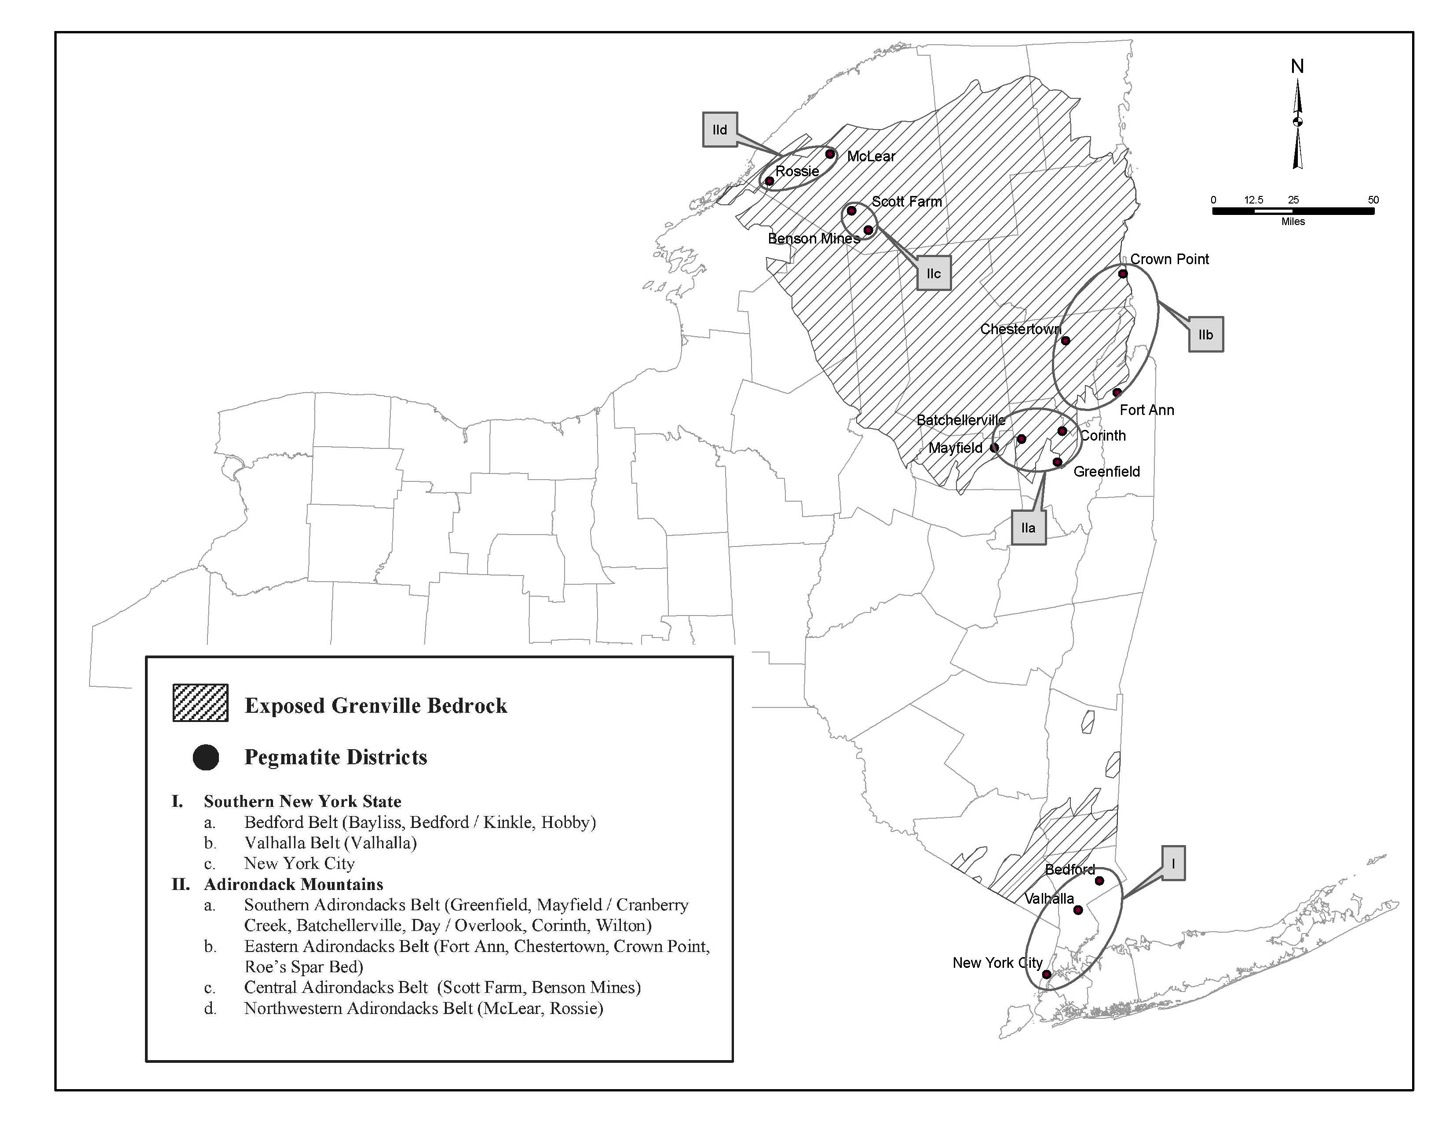 N
0 12.5 25 50
Miles
IId
McLear
Rossie
Scott Farm
Benson Mines
IIc
Crown Point
Chestertown
IIb
Fort Ann
Batchellerville
Corinth
Mayfield
Greenfield
IIa
Exposed Grenville Bedrock
Pegmatite Districts
I. Southern New York State
a. Bedford Belt (Bayliss, Bedford / Kinkle, Hobby)
b. Valhalla Belt (Valhalla)
c. New York City
II. Adirondack Mountains
a. Southern Adirondacks Belt (Greenfield, Mayfield / Cranberry
Creek, Batchellerville, Day / Overlook, Corinth, Wilton)
b. Eastern Adirondacks Belt (Fort Ann, Chestertown, Crown Point,
Roe's Spar Bed)
c. Central Adirondacks Belt (Scott Farm, Benson Mines)
d. Northwestern Adirondacks Belt (McLear, Rossie)
I
Bedford
Valhalla
New York City